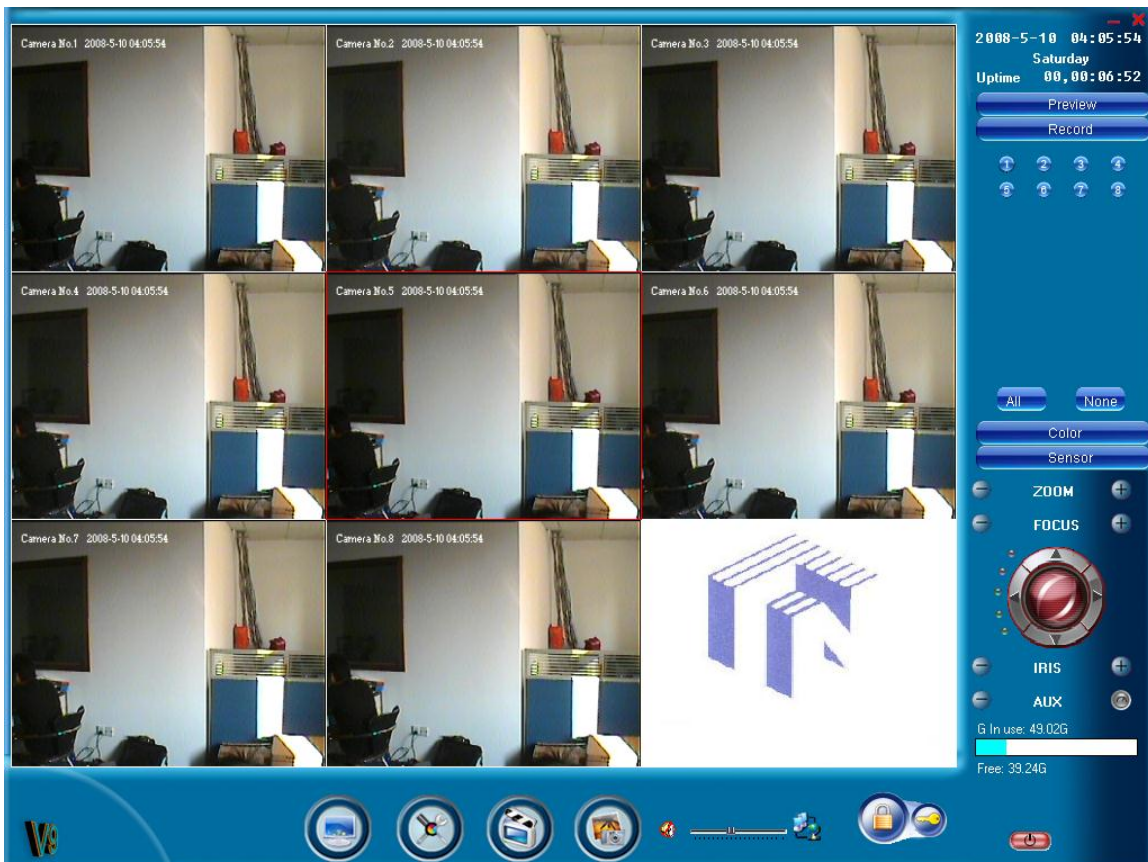 Camera No.1 2008-5-10 04:05:54
Camera No.2 2008-5-10 04:05:54
Camera No.3 2008-5-10 04:05:54
Camera No.4 2008-5-10 04:05:54
Camera No.5 2008-5-10 04:05:54
Camera No.6 2008-5-10 04:05:54
Camera No.7 2008-5-10 04:05:54
Camera No.8 2008-5-10 04:05:54
2008-5-10 04:05:54
Saturday
Uptime 00,00:06:52
Preview
Record
1 2 3 4
5 6 7 8
All None
Color
Sensor
ZOOM
FOCUS
IRIS
AUX
G In use: 49.02G
Free: 39.24G
V9